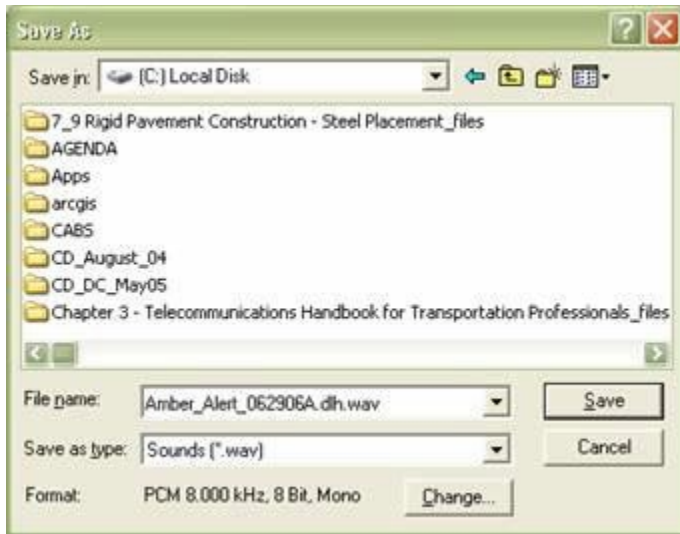 Save As
Save in: (C:) Local Disk
7_9 Rigid Pavement Construction - Steel Placement_files
AGENDA
Apps
arcgis
CABS
CD_August_04
CD_DC_May05
Chapter 3 - Telecommunications Handbook for Transportation Professionals_files
File name: Amber_Alert_062906A.dlh.wav Save
Save as type: Sounds (*.wav) Cancel
Format: PCM 8.000 kHz, 8 Bit, Mono Change...